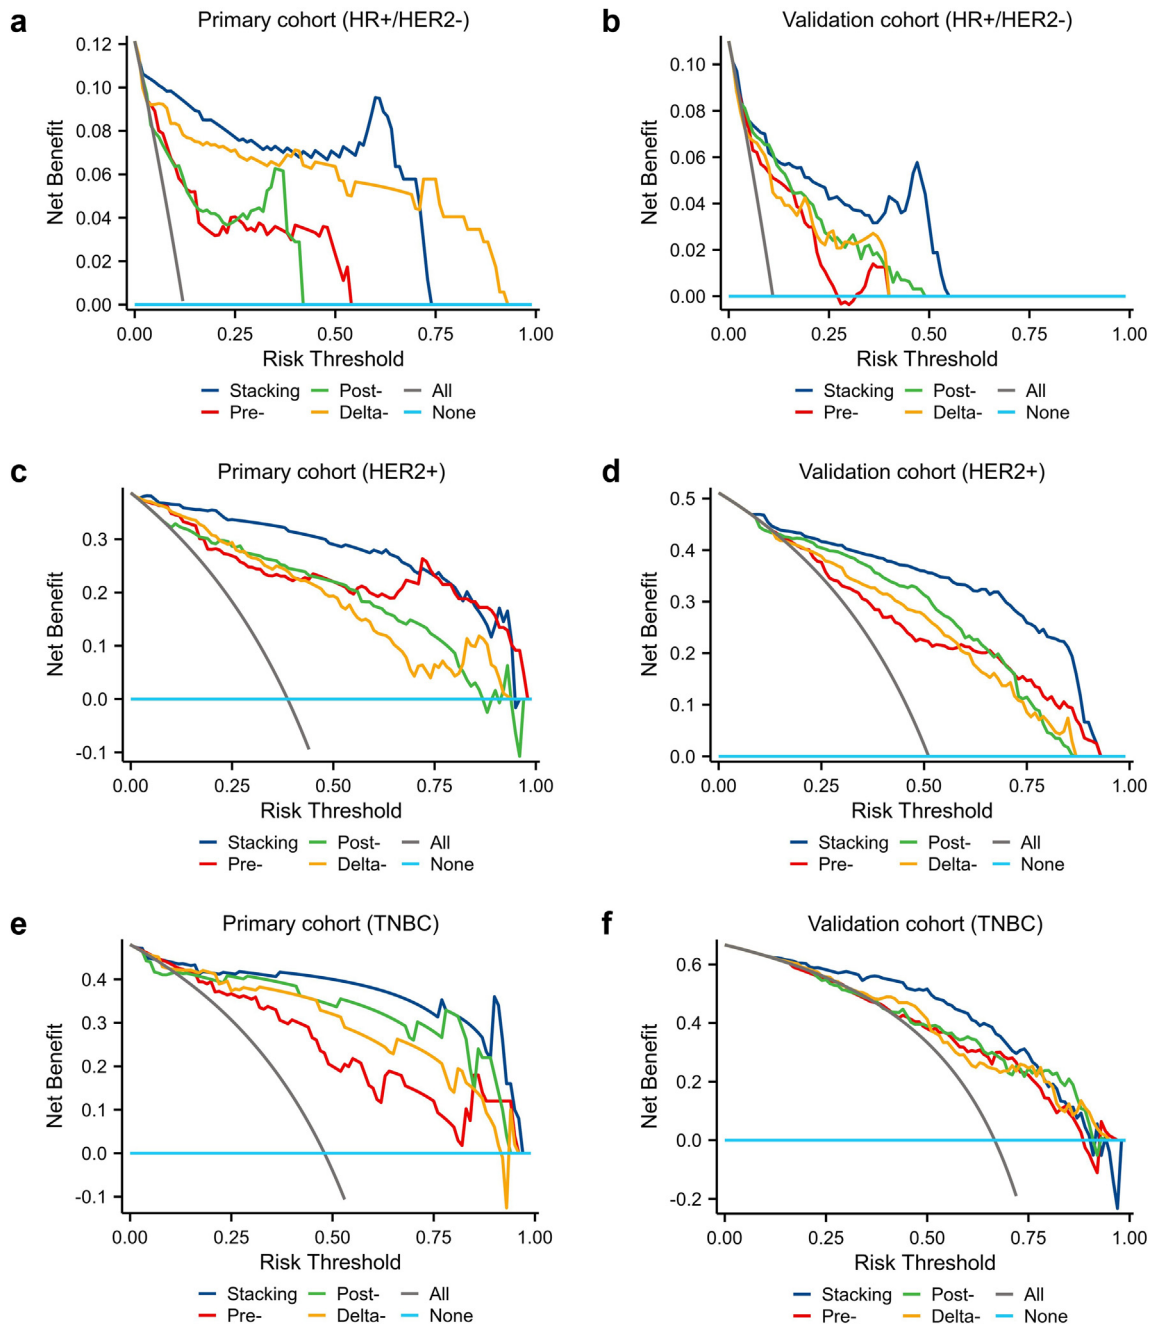 a
Primary cohort (HR+/HER2-)
Net Benefit
0.12
0.10
0.08
0.06
0.04
0.02
0.00
0.00 0.25 0.50 0.75 1.00
Risk Threshold
Stacking Post- All
Pre- Delta- None
b
Validation cohort (HR+/HER2-)
Net Benefit
0.10
0.08
0.06
0.04
0.02
0.00
0.00 0.25 0.50 0.75 1.00
Risk Threshold
Stacking Post- All
Pre- Delta- None
c
Primary cohort (HER2+)
Net Benefit
0.3
0.2
0.1
0.0
-0.1
0.00 0.25 0.50 0.75 1.00
Risk Threshold
Stacking Post- All
Pre- Delta- None
d
Validation cohort (HER2+)
Net Benefit
0.5
0.4
0.3
0.2
0.1
0.0
0.00 0.25 0.50 0.75 1.00
Risk Threshold
Stacking Post- All
Pre- Delta- None
e
Primary cohort (TNBC)
Net Benefit
0.4
0.3
0.2
0.1
0.0
-0.1
0.00 0.25 0.50 0.75 1.00
Risk Threshold
Stacking Post- All
Pre- Delta- None
f
Validation cohort (TNBC)
Net Benefit
0.6
0.4
0.2
0.0
-0.2
0.00 0.25 0.50 0.75 1.00
Risk Threshold
Stacking Post- All
Pre- Delta- None